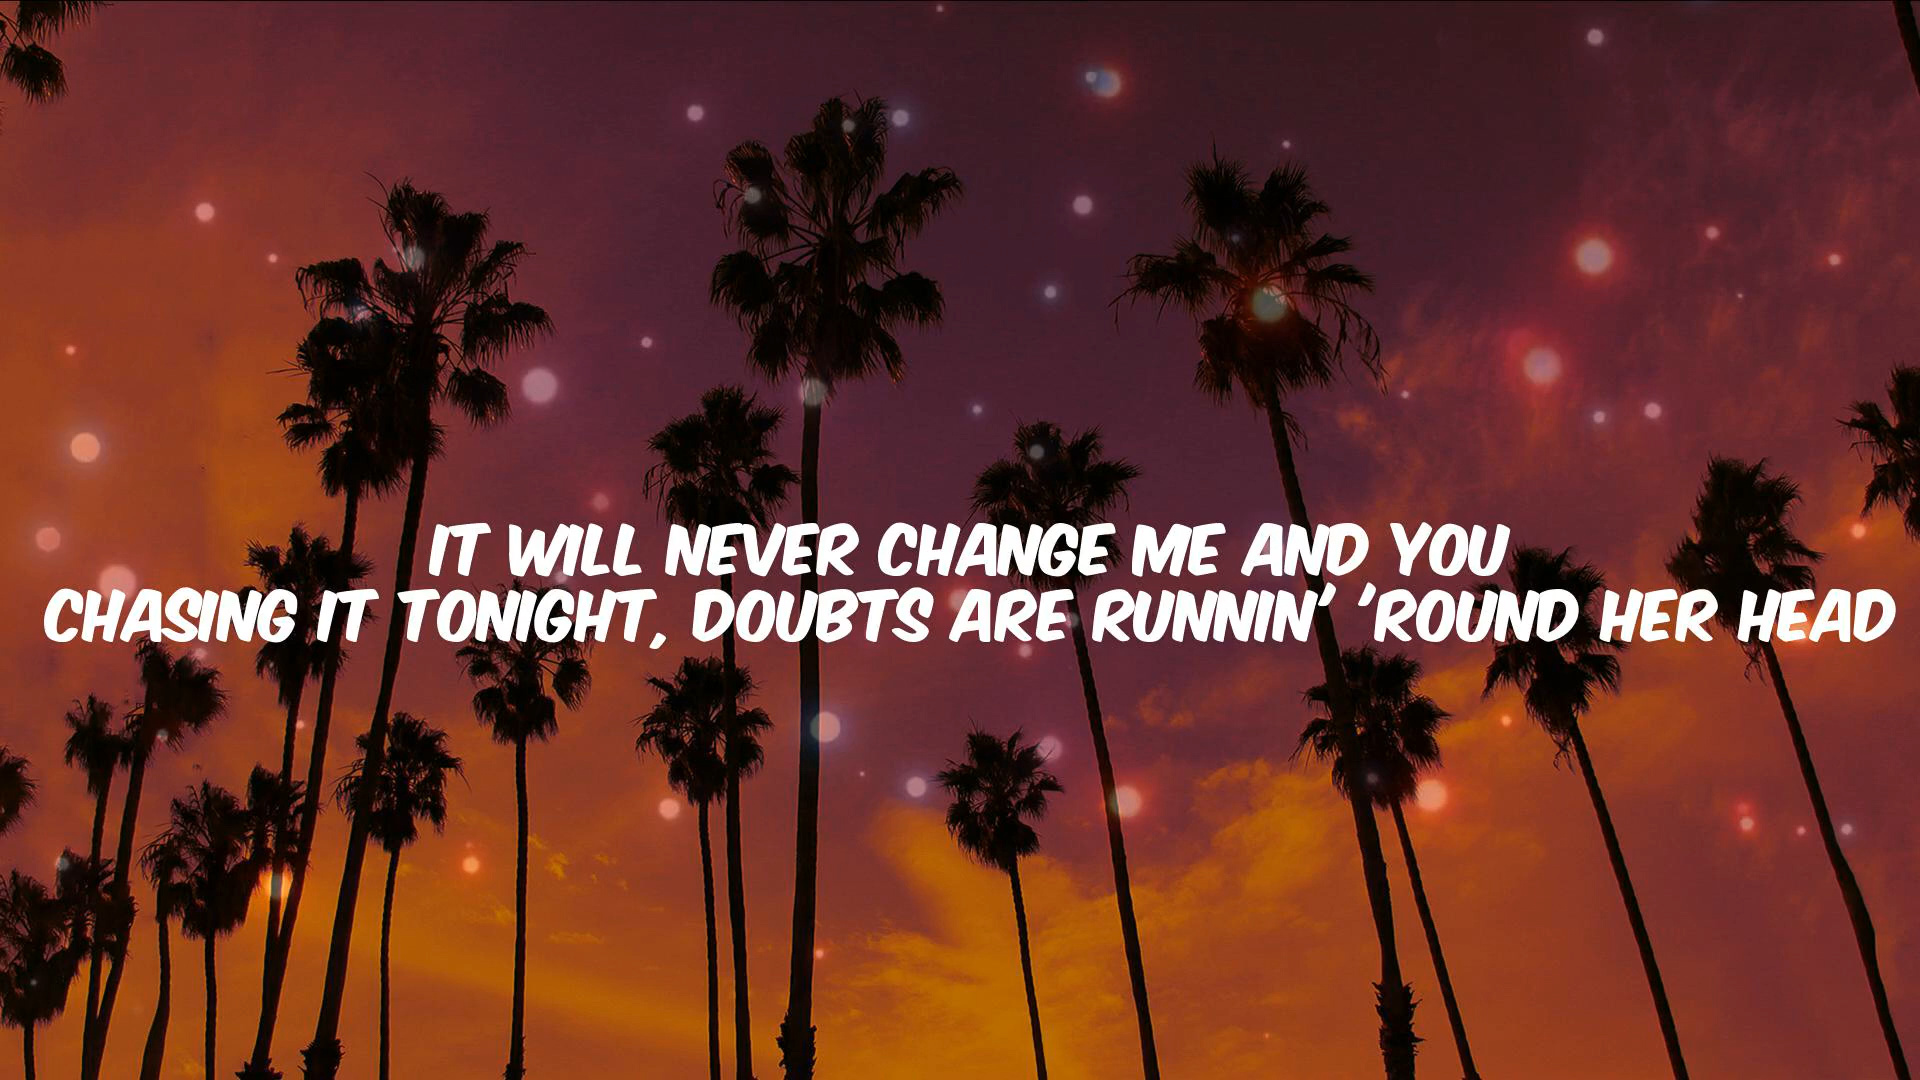 IT WILL NEVER CHANGE ME AND YOU
CHASING IT TONIGHT, DOUBTS ARE RUNNIN' 'ROUND HER HEAD